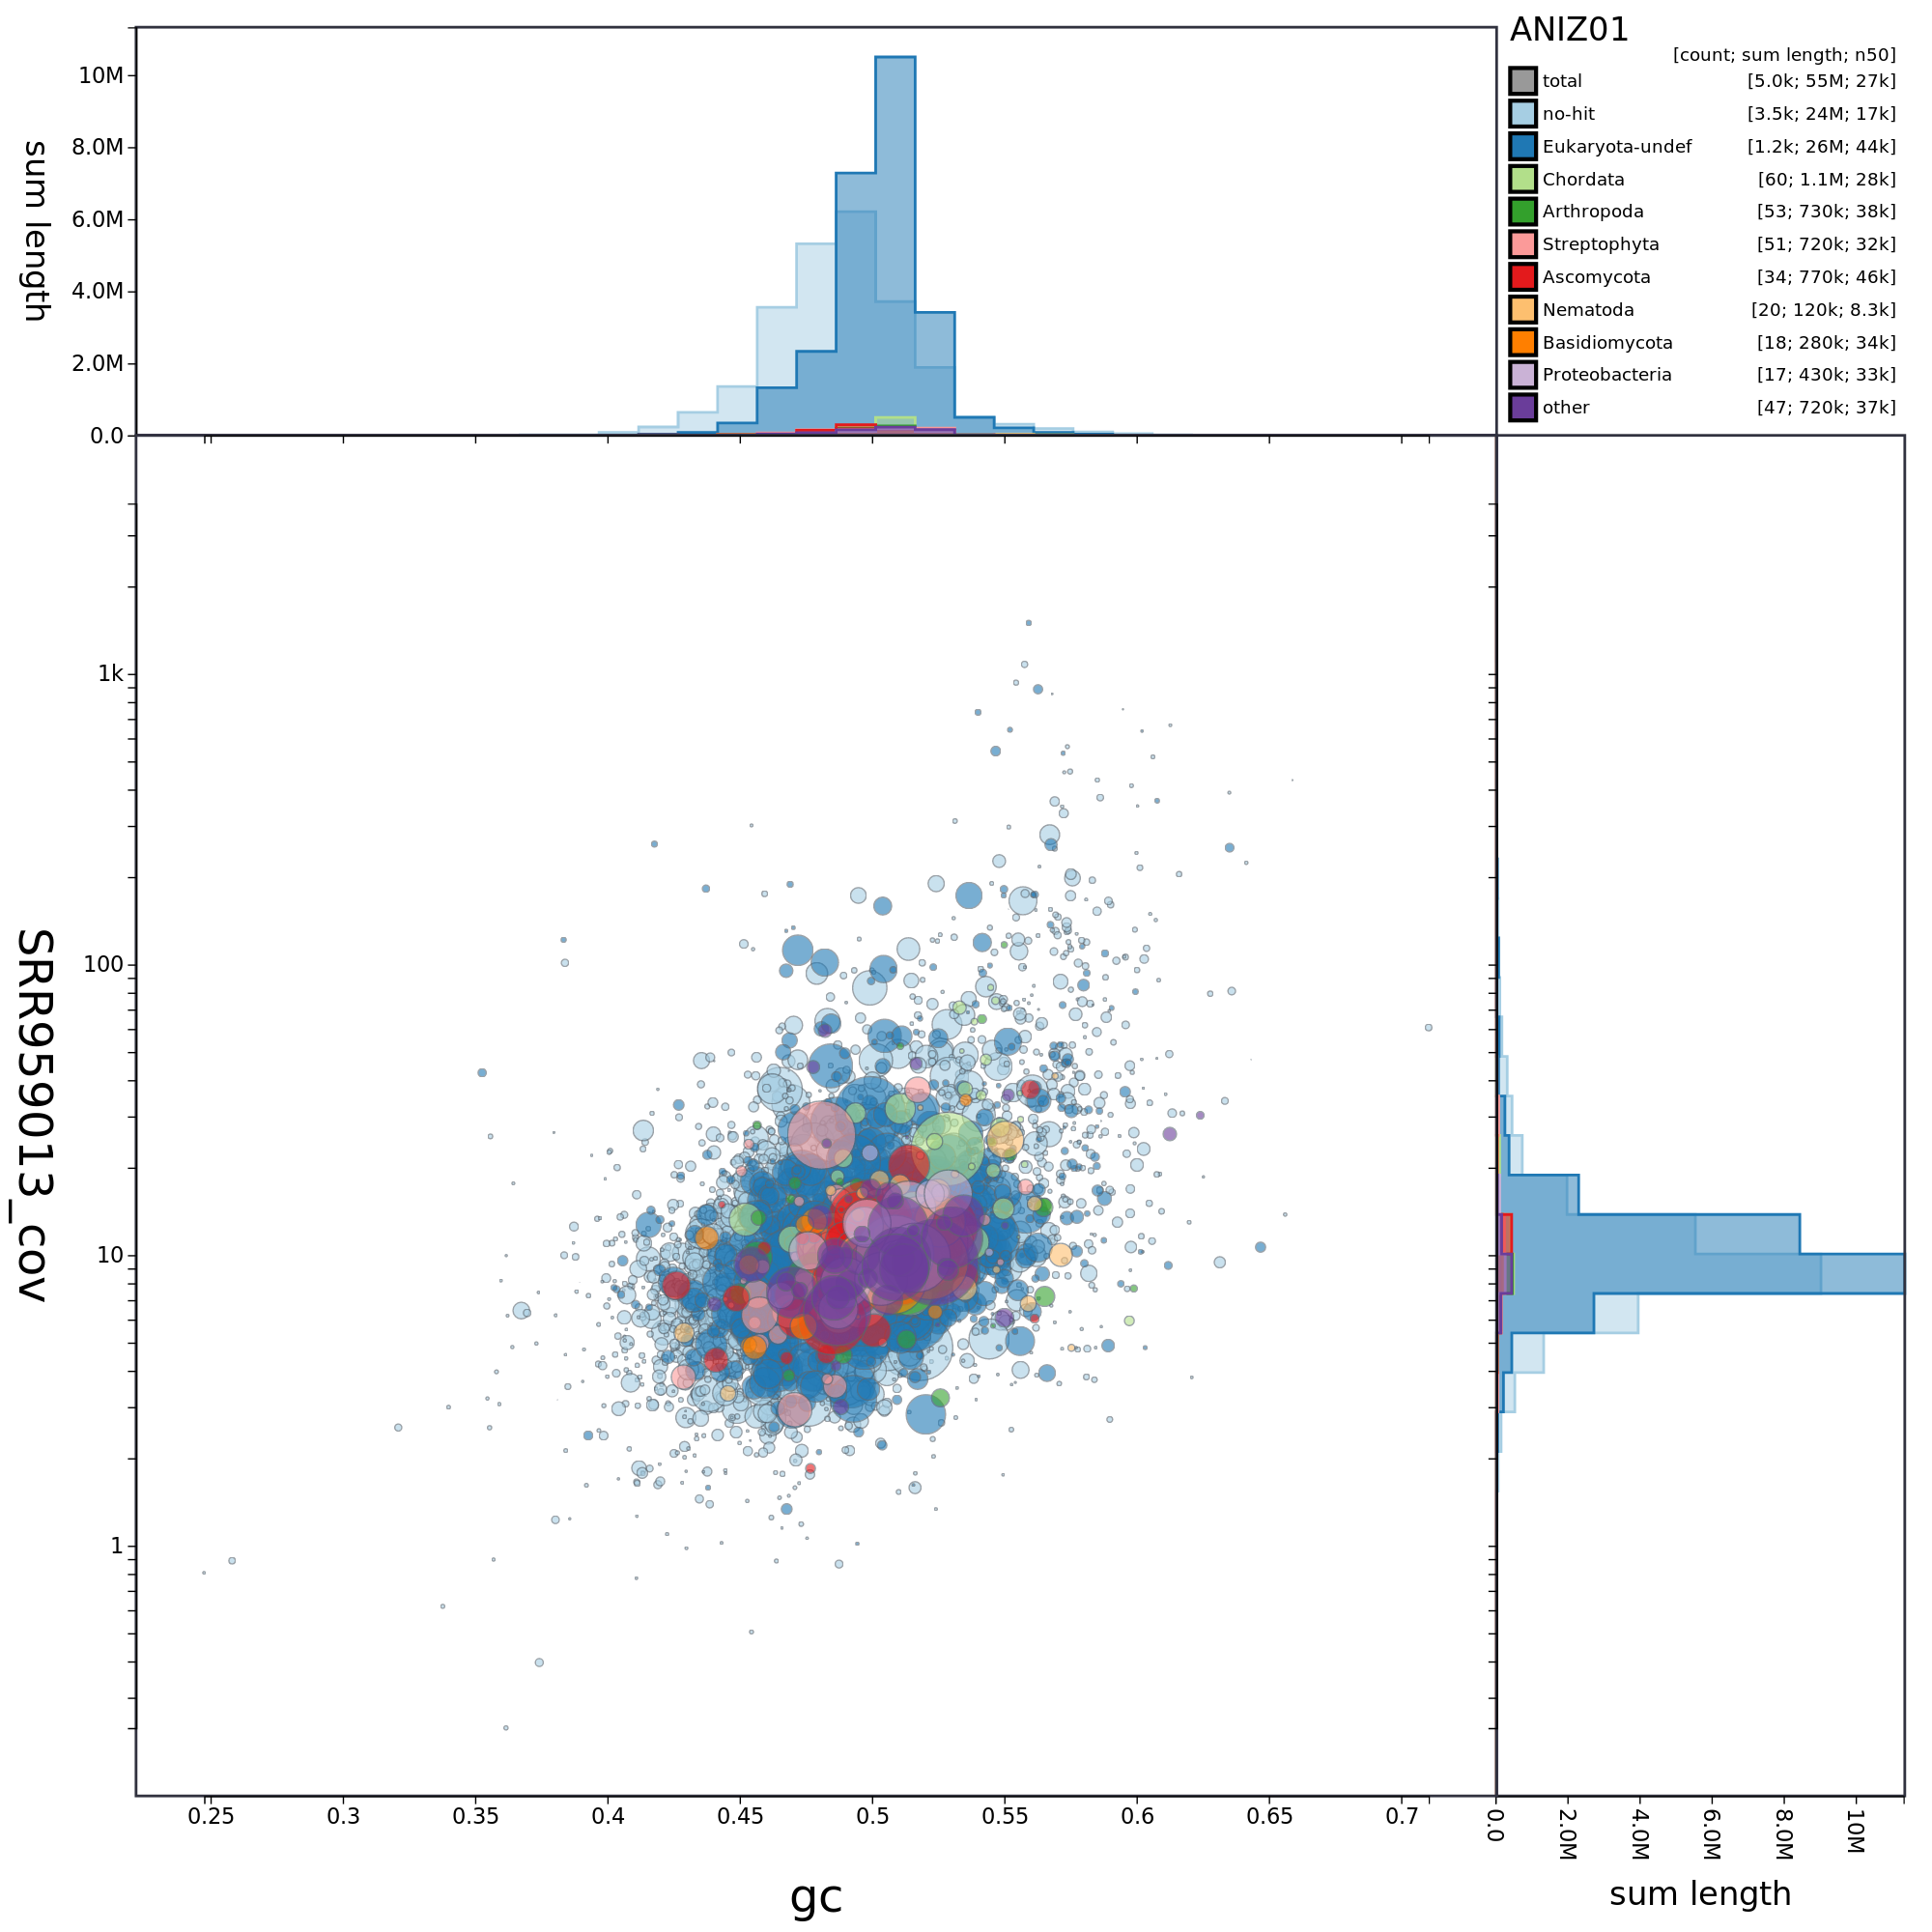 ANIZ01
[count; sum length; n50]
total [5.0k; 55M; 27k]
no-hit [3.5k; 24M; 17k]
Eukaryota-undef [1.2k; 26M; 44k]
Chordata [60; 1.1M; 28k]
Arthropoda [53; 730k; 38k]
Streptophyta [51; 720k; 32k]
Ascomycota [34; 770k; 46k]
Nematoda [20; 120k; 8.3k]
Basidiomycota [18; 280k; 34k]
Proteobacteria [17; 430k; 33k]
other [47; 720k; 37k]
sum length
10M
8.0M
6.0M
4.0M
2.0M
0.0
SRR959013_cov
1k
100
10
1
0.25 0.3 0.35 0.4 0.45 0.5 0.55 0.6 0.65 0.7
gc
0.0 2.0M 4.0M 6.0M 8.0M 10M
sum length